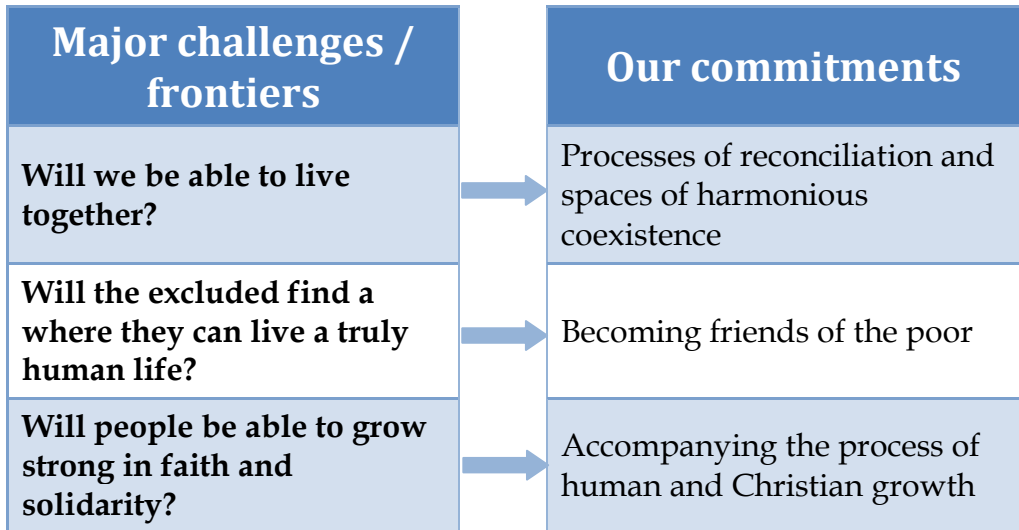 Major challenges /
frontiers
Our commitments
Will we be able to live
together?
Processes of reconciliation and
spaces of harmonious
coexistence
Will the excluded find a
where they can live a truly
human life?
Becoming friends of the poor
Will people be able to grow
strong in faith and
solidarity?
Accompanying the process of
human and Christian growth